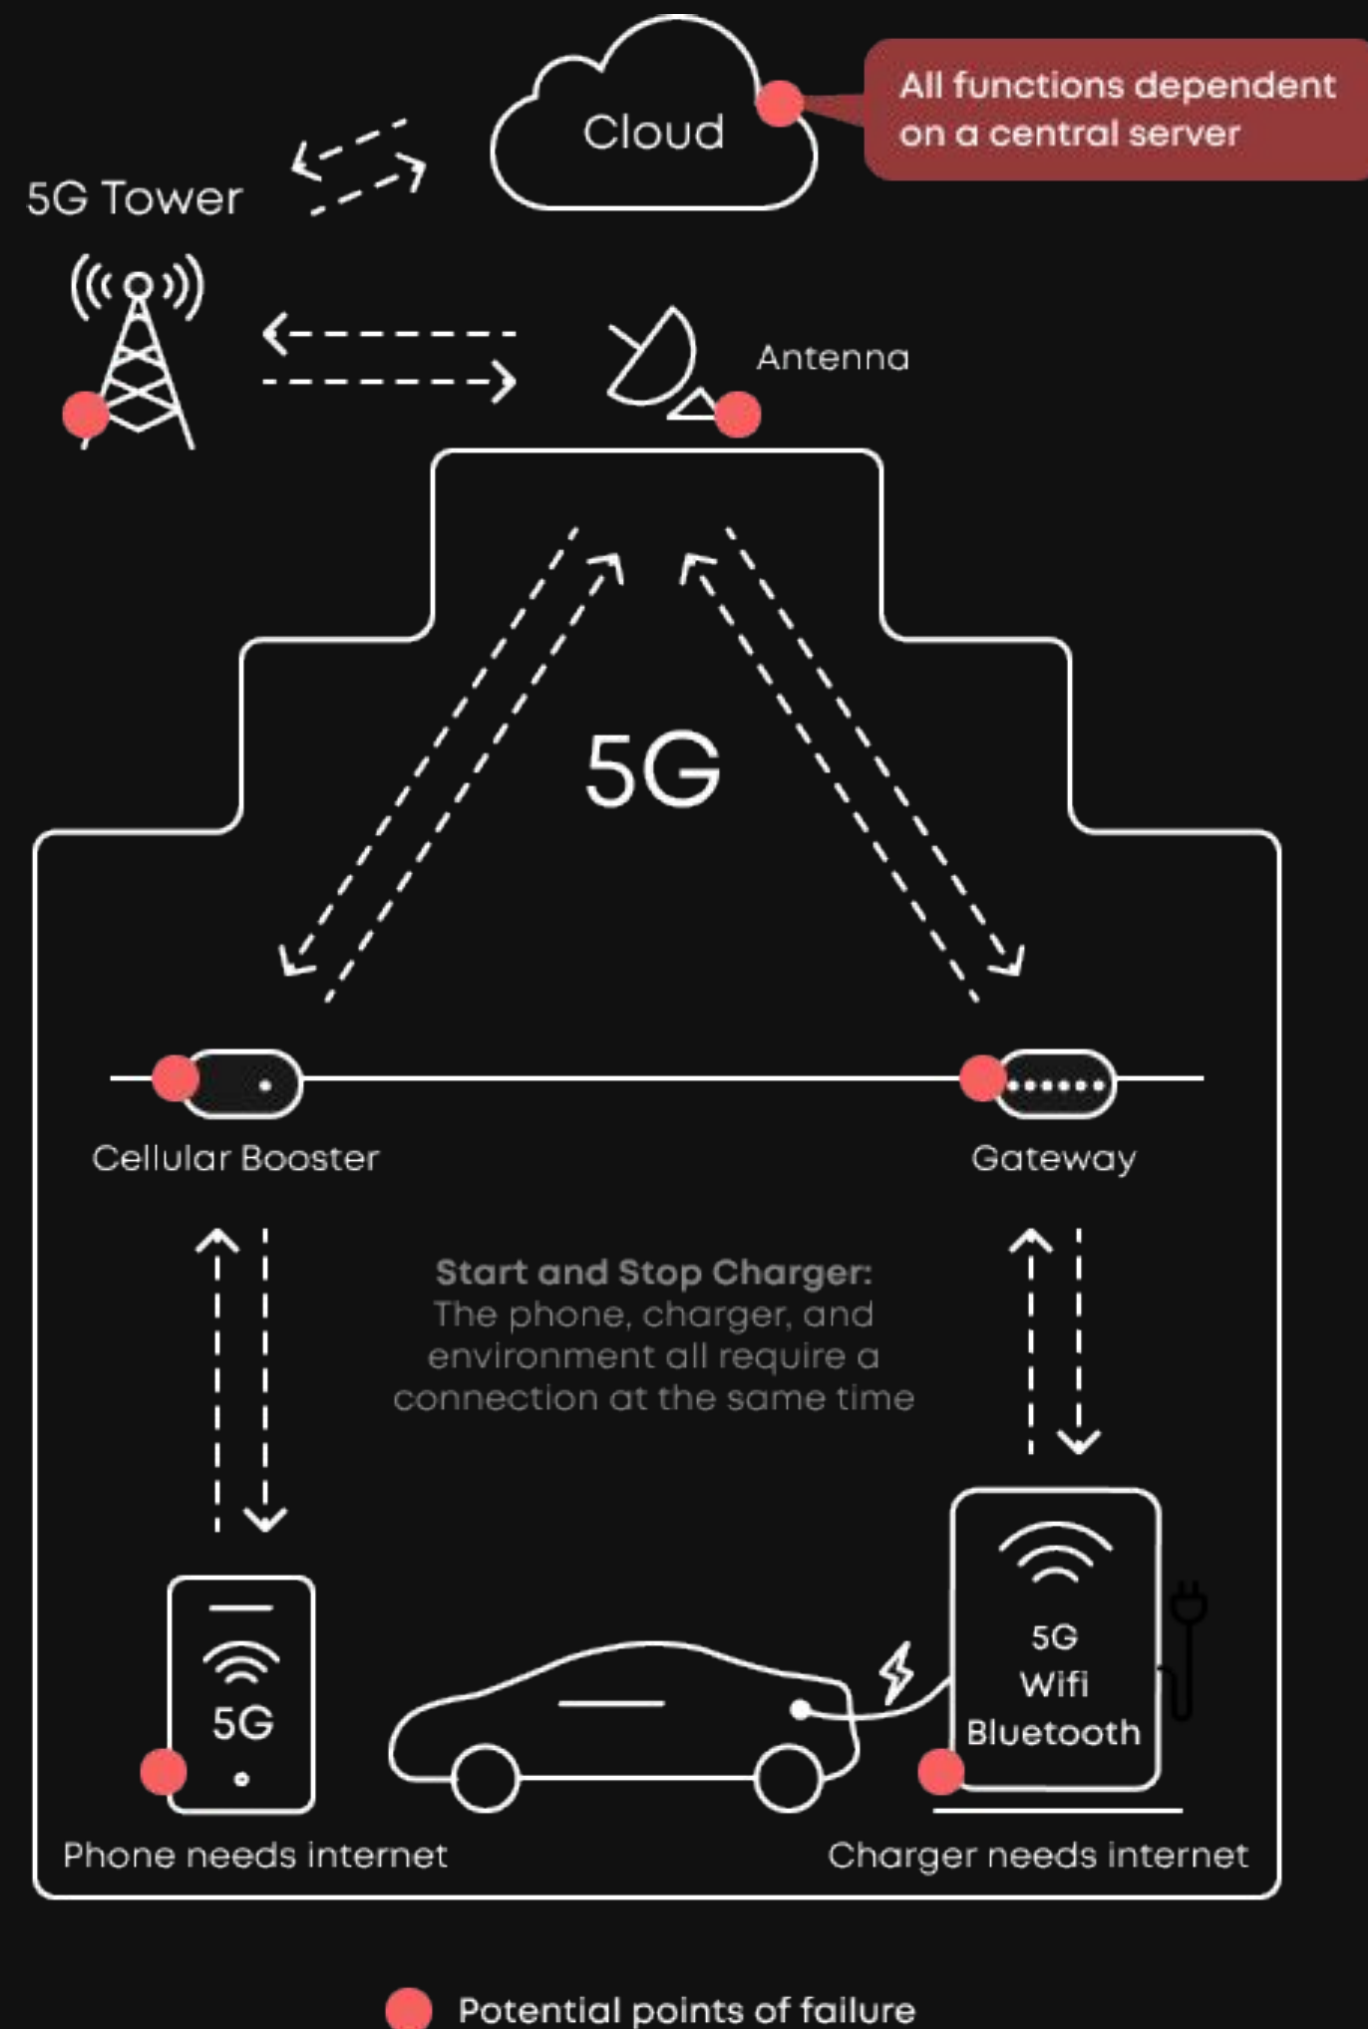 Cloud
All functions dependent
on a central server
5G Tower
Antenna
5G
Cellular Booster
Gateway
Start and Stop Charger:
The phone, charger, and
environment all require a
connection at the same time
5G
5G
Wifi
Bluetooth
Phone needs internet
Charger needs internet
Potential points of failure